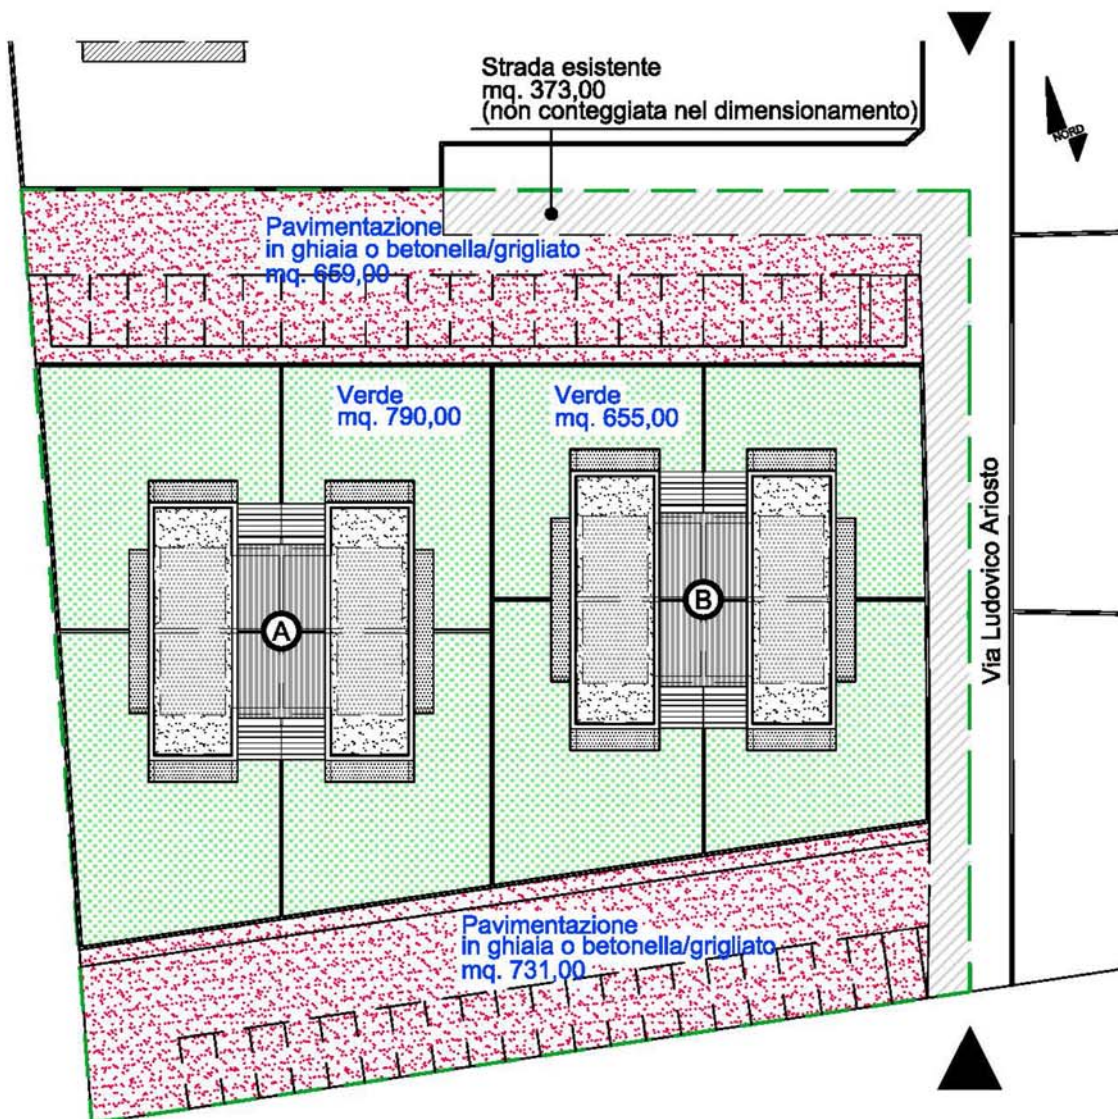 Strada esistente
mq. 373,00
(non conteggiata nel dimensionamento)
NORD
Pavimentazione
in ghiaia o betonella/grigliato
mq. 659,00
Verde
mq. 790,00
Verde
mq. 655,00
A
B
Via Ludovico Ariosto
Pavimentazione
in ghiaia o betonella/grigliato
mq. 731,00